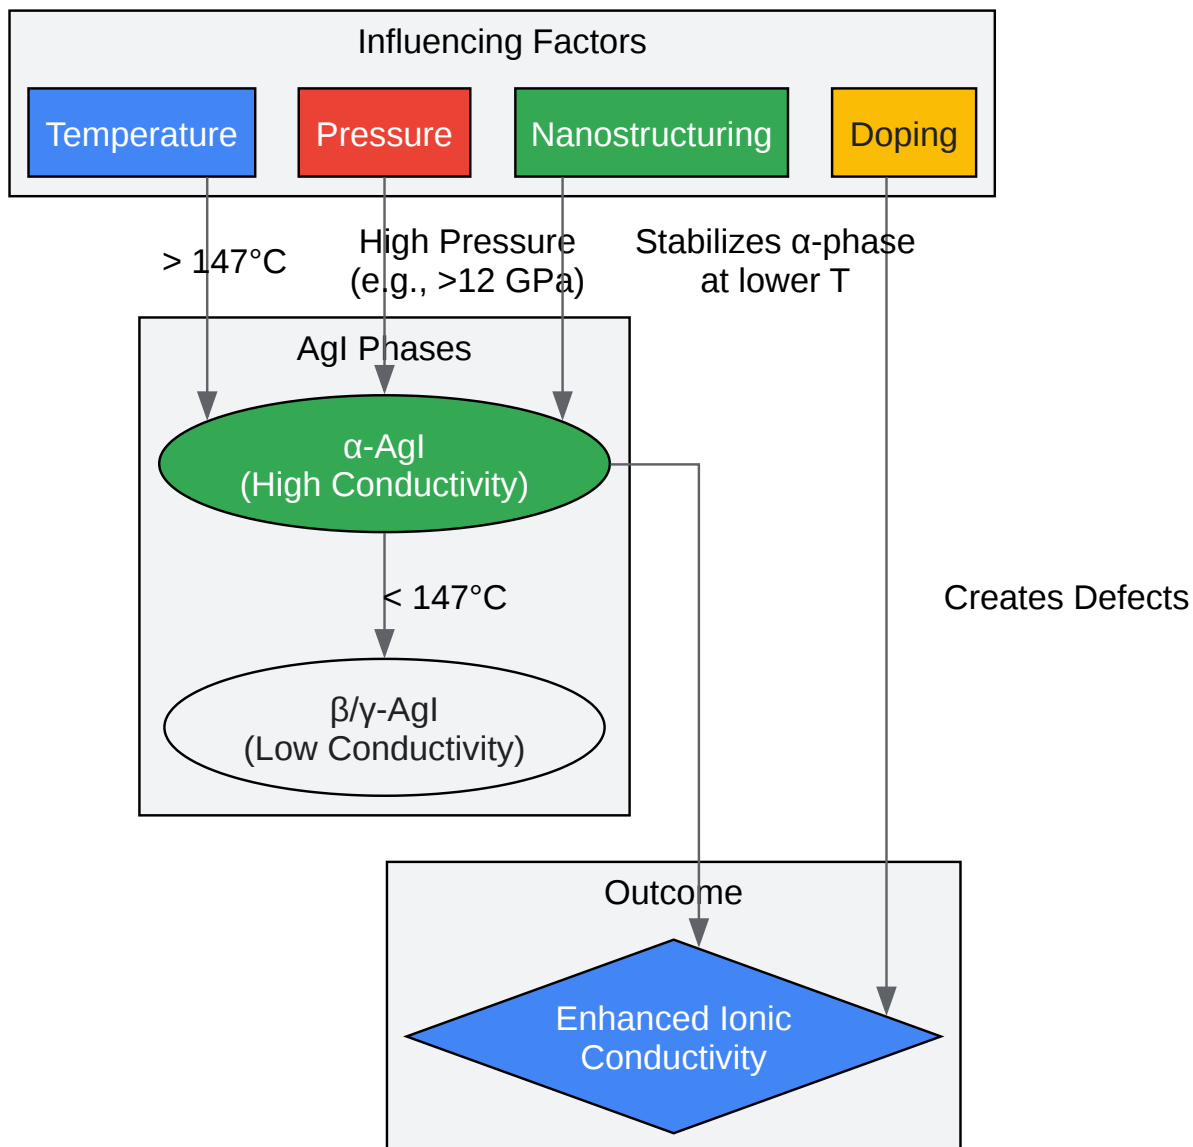 Influencing Factors
Temperature
Pressure
Nanostructuring
Doping
> 147°C
High Pressure
(e.g., >12 GPa)
Stabilizes α-phase
at lower T
AgI Phases
α-AgI
(High Conductivity)
< 147°C
Creates Defects
β/γ-AgI
(Low Conductivity)
Outcome
Enhanced Ionic
Conductivity